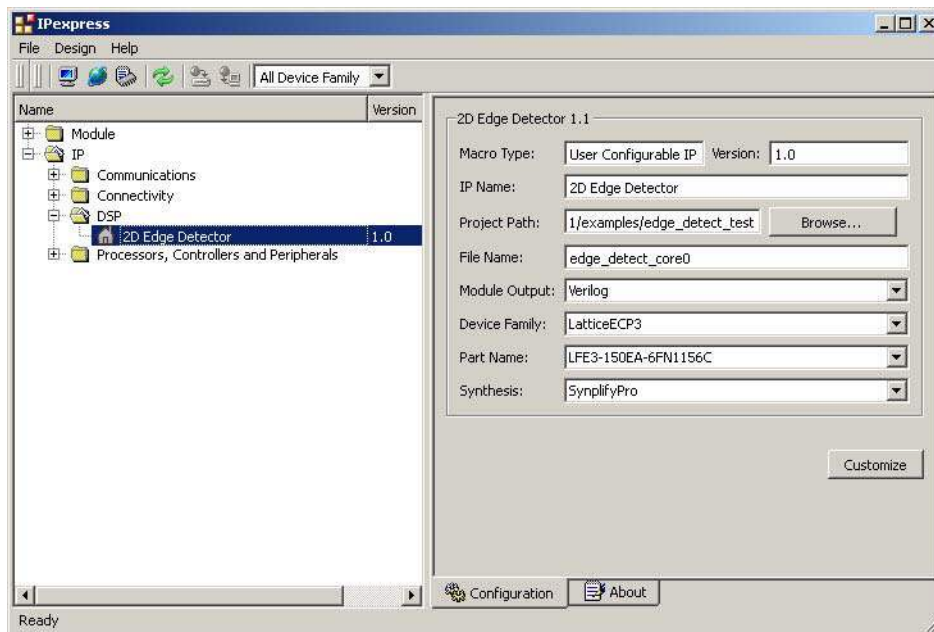 IPexpress
File Design Help
All Device Family
Name Version
Module
IP
Communications
Connectivity
DSP
2D Edge Detector 1.0
Processors, Controllers and Peripherals
2D Edge Detector 1.1
Macro Type: User Configurable IP Version: 1.0
IP Name: 2D Edge Detector
Project Path: 1/examples/edge_detect_test Browse...
File Name: edge_detect_core0
Module Output: Verilog
Device Family: LatticeECP3
Part Name: LFE3-150EA-6FN1156C
Synthesis: SynplifyPro
Customize
Configuration About
Ready